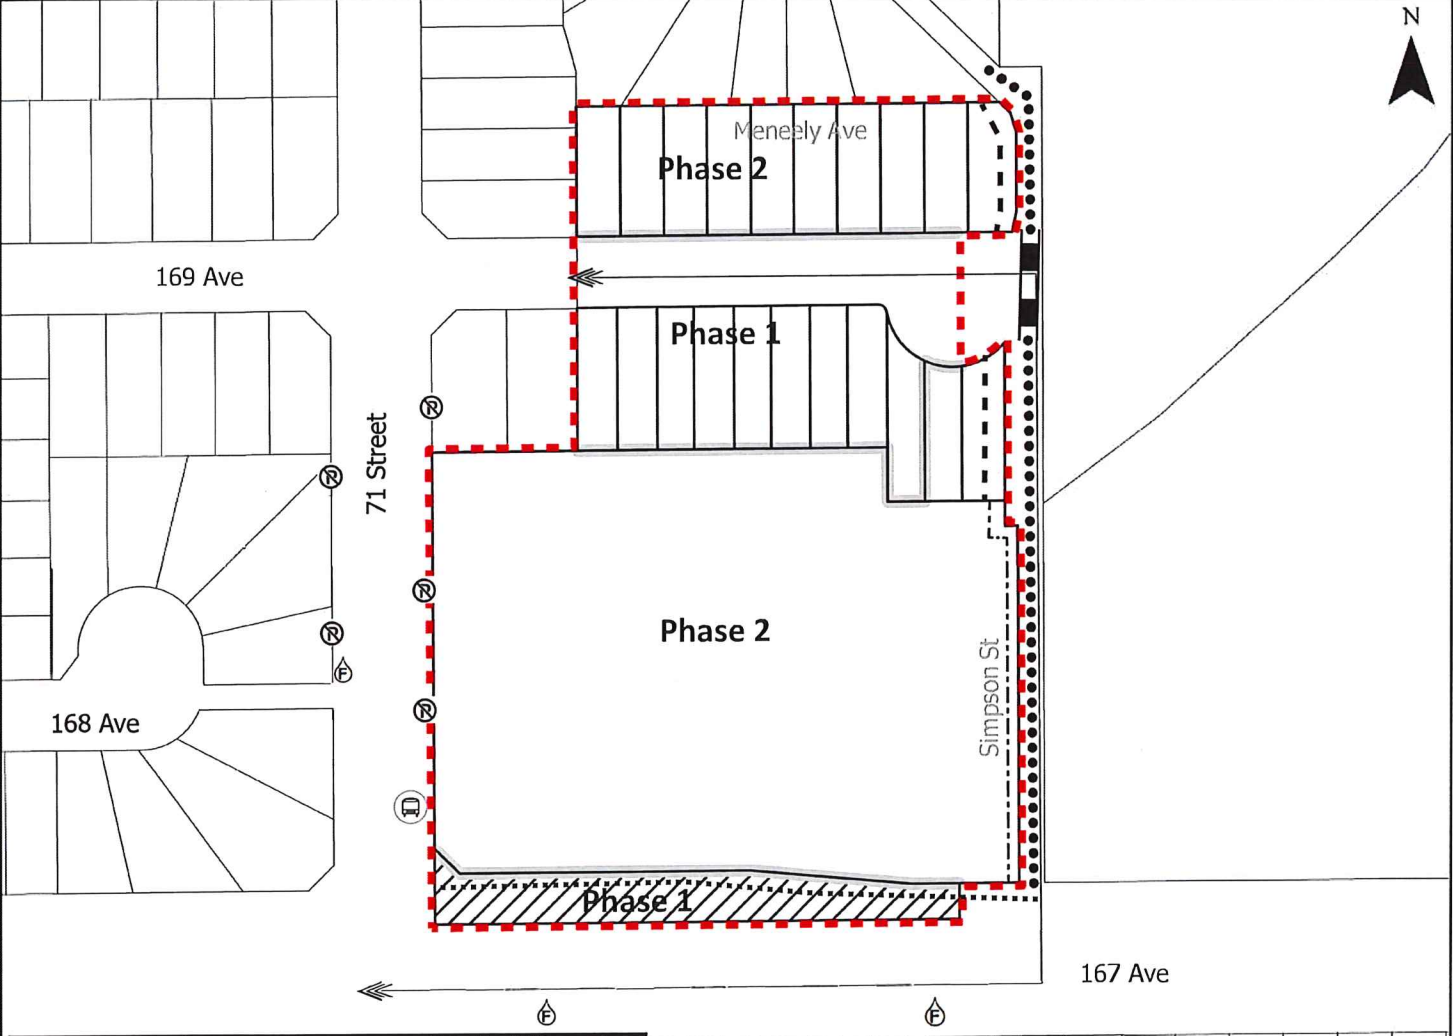 N
Meneely Ave
Phase 2
169 Ave
Phase 1
71 Street
R
R
R
Phase 2
R
F
Simpson St
168 Ave
R
Phase 1
167 Ave
F
F